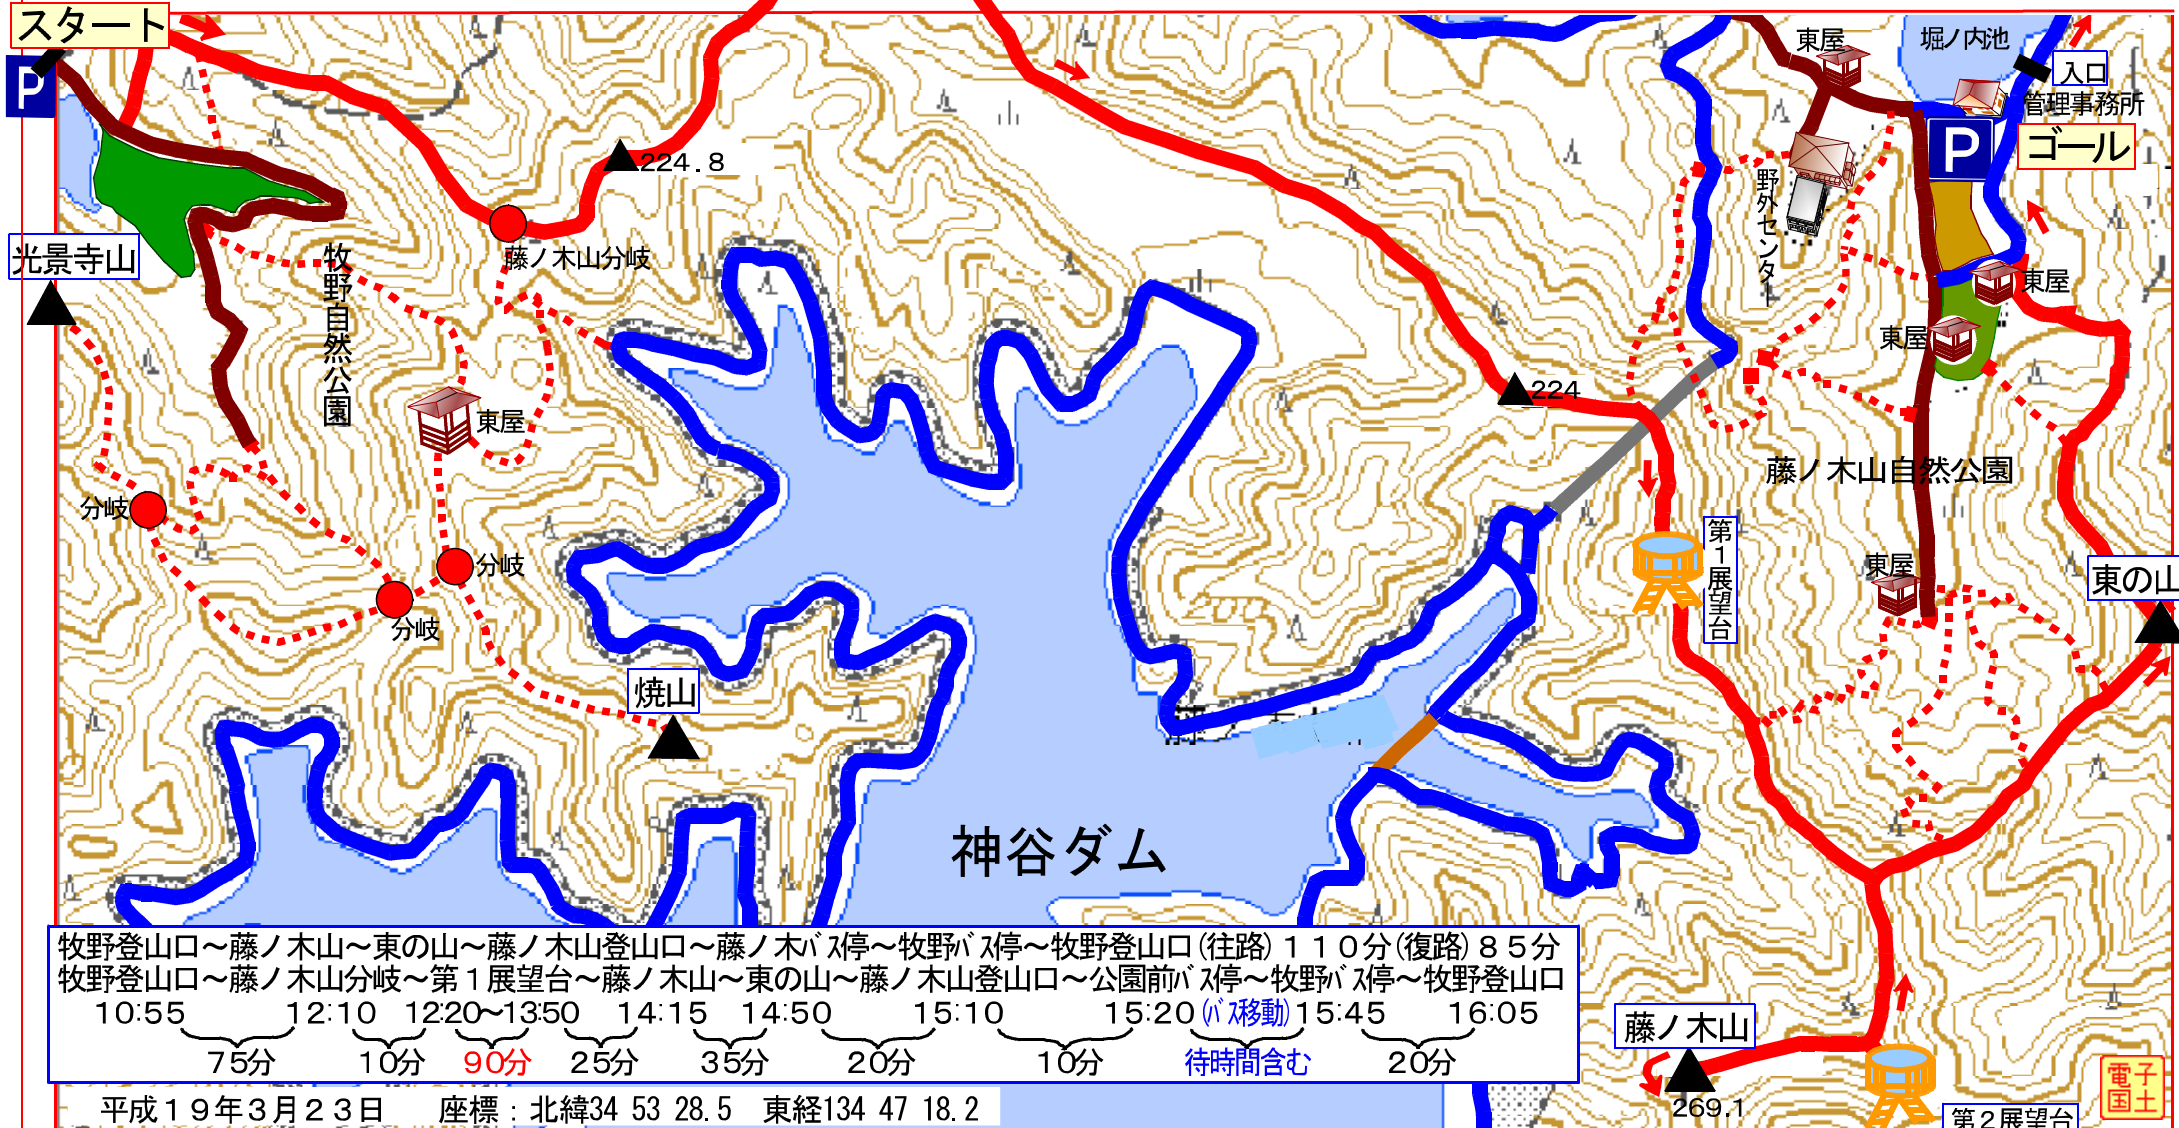 スタート
P
光景寺山
牧野自然公園
224.8
藤ノ木山分岐
東屋
分岐
分岐
分岐
焼山
神谷ダム
224
第1展望台
東屋
堀ノ内池
入口
管理事務所
P
ゴール
野外センター
東屋
東屋
藤ノ木山自然公園
東屋
東の山
藤ノ木山
269.1
第2展望台
牧野登山口～藤ノ木山～東の山～藤ノ木山登山口～藤ノ木ﾊﾞｽ停～牧野ﾊﾞｽ停～牧野登山口(往路)１１０分(復路)８５分
牧野登山口～藤ノ木山分岐～第１展望台～藤ノ木山～東の山～藤ノ木山登山口～公園前ﾊﾞｽ停～牧野ﾊﾞｽ停～牧野登山口
10:55 12:10 12:20～13:50 14:15 14:50 15:10 15:20 (ﾊﾞｽ移動) 15:45 16:05
75分 10分 90分 25分 35分 20分 10分 待時間含む 20分
平成１９年３月２３日 座標：北緯34 53 28.5 東経134 47 18.2
電子
国土